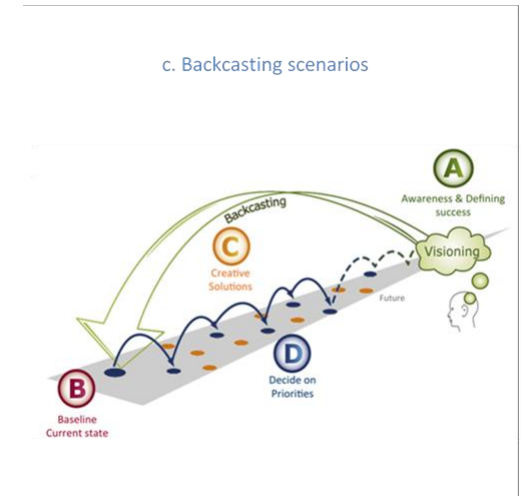 c. Backcasting scenarios
A
Awareness & Defining
success
Backcasting
Visioning
C
Creative
Solutions
Future
D
Decide on
Priorities
B
Baseline
Current state